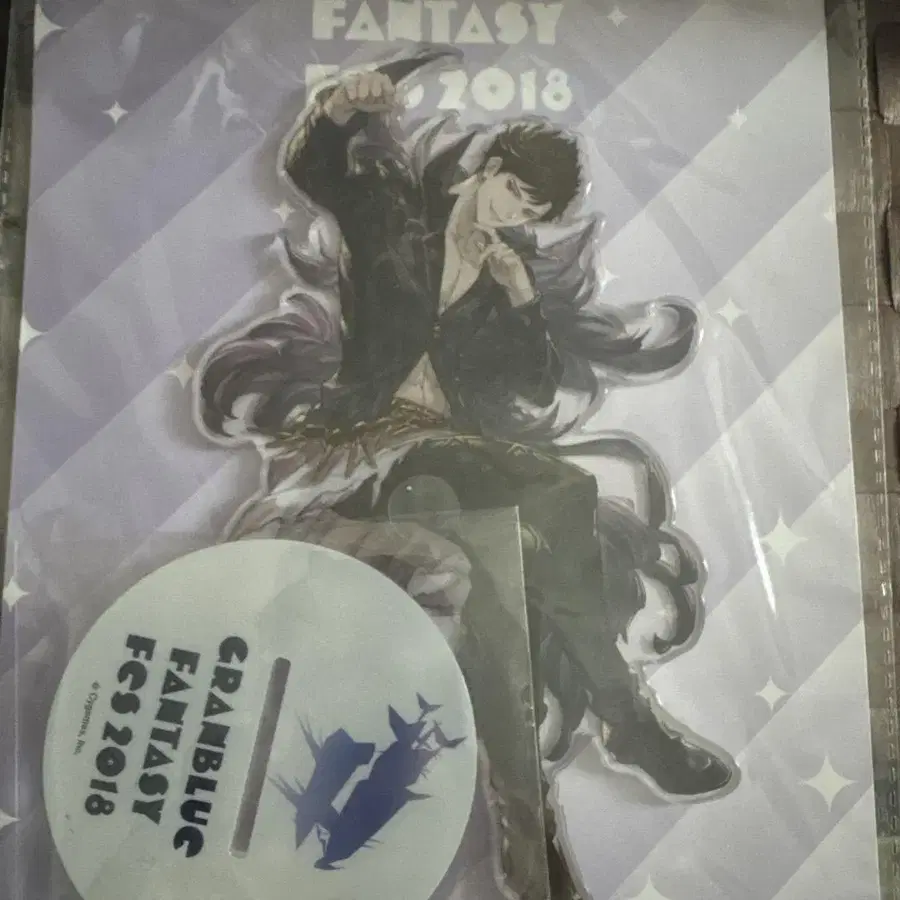 FANTASY
Fes 2018
GRANBLUE
FANTASY
FES 2018
© Cygames, Inc.